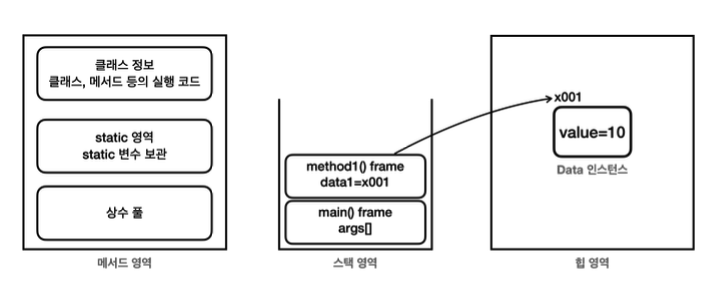 클래스 정보
클래스, 메서드 등의 실행 코드
static 영역
static 변수 보관
상수 풀
메서드 영역
method1() frame
data1=x001
main() frame
args[]
스택 영역
x001
value=10
Data 인스턴스
힙 영역